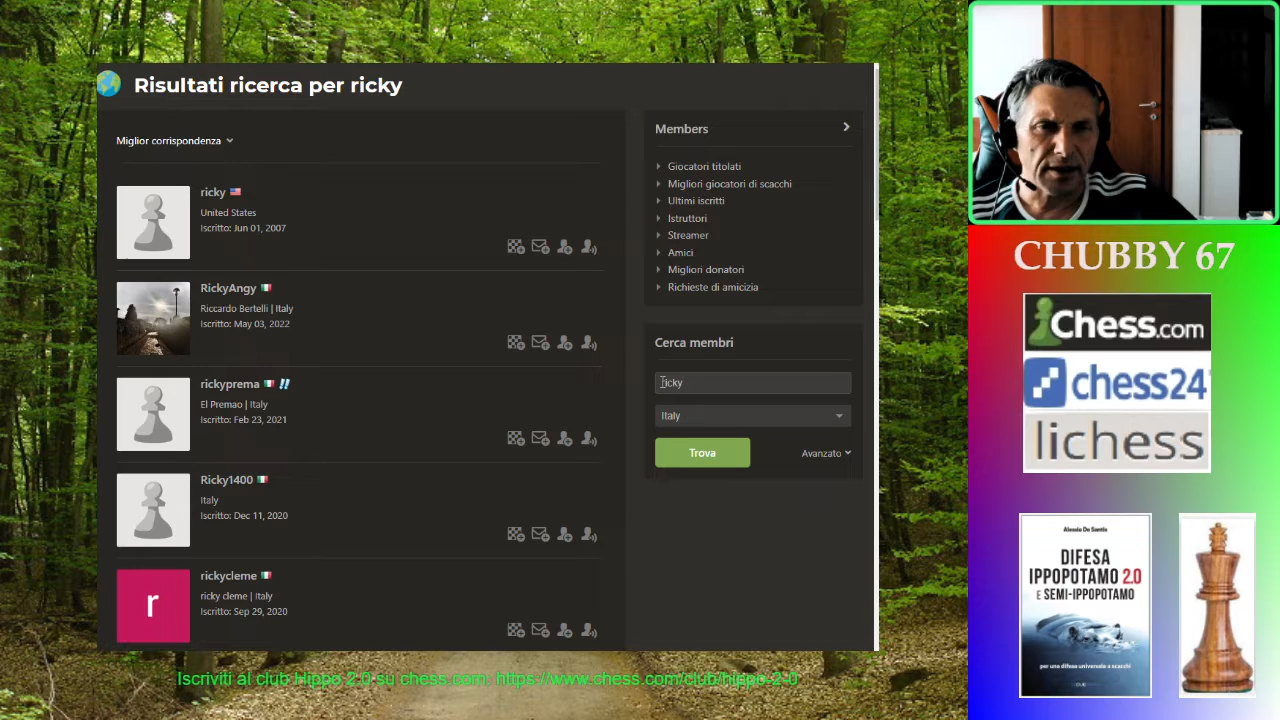 Risultati ricerca per ricky
Miglior corrispondenza
ricky
United States
Iscritto: Jun 01, 2007
RickyAngy
Riccardo Bertelli | Italy
Iscritto: May 03, 2022
rickyprema
El Premao | Italy
Iscritto: Feb 23, 2021
Ricky1400
Italy
Iscritto: Dec 11, 2020
r
rickycleme
ricky cleme | Italy
Iscritto: Sep 29, 2020
Members
Giocatori titolati
Migliori giocatori di scacchi
Ultimi iscritti
Istruttori
Streamer
Amici
Migliori donatori
Richieste di amicizia
Cerca membri
ricky
Italy
Trova
Avanzato
CHUBBY 67
Chess.com
chess24
lichess
Alessio De Santis
DIFESA
IPPOPOTAMO 2.0
E SEMI-IPPOPOTAMO
per una difesa universale a scacchi
Iscriviti al club Hippo 2.0 su chess.com: https://www.chess.com/club/hippo-2-0